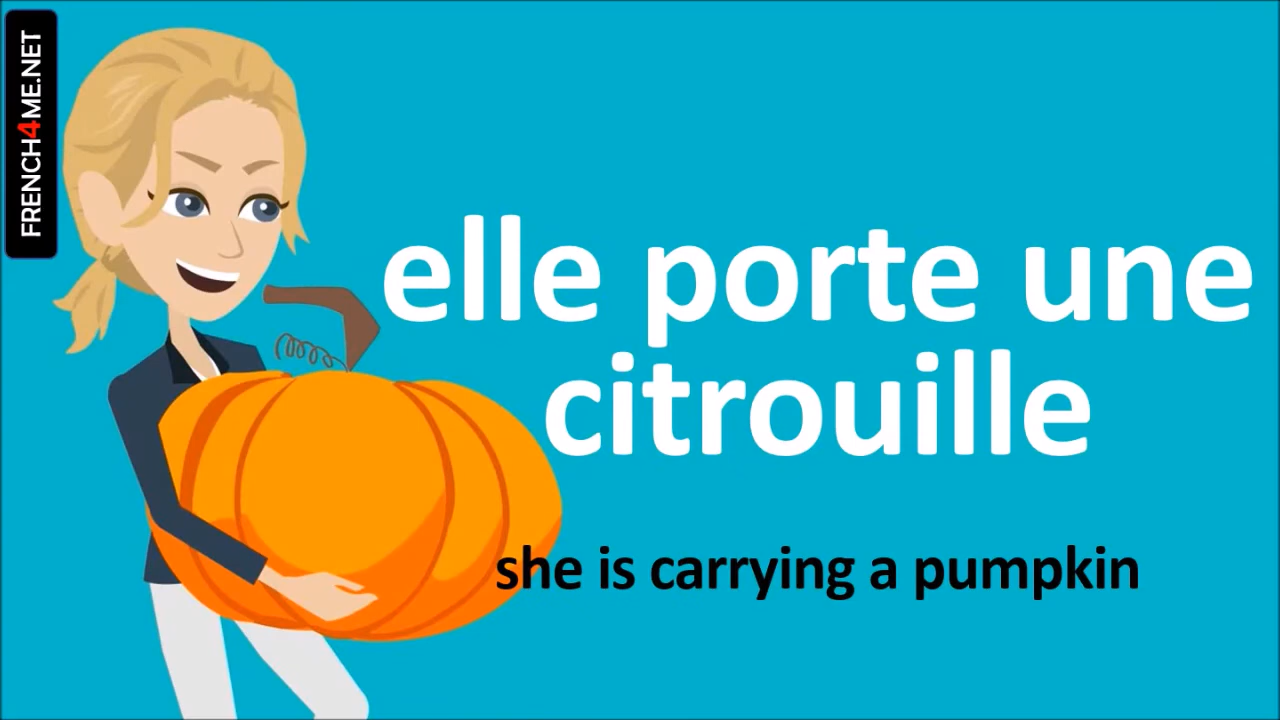 FRENCH4ME.NET
elle porte une
citrouille
she is carrying a pumpkin